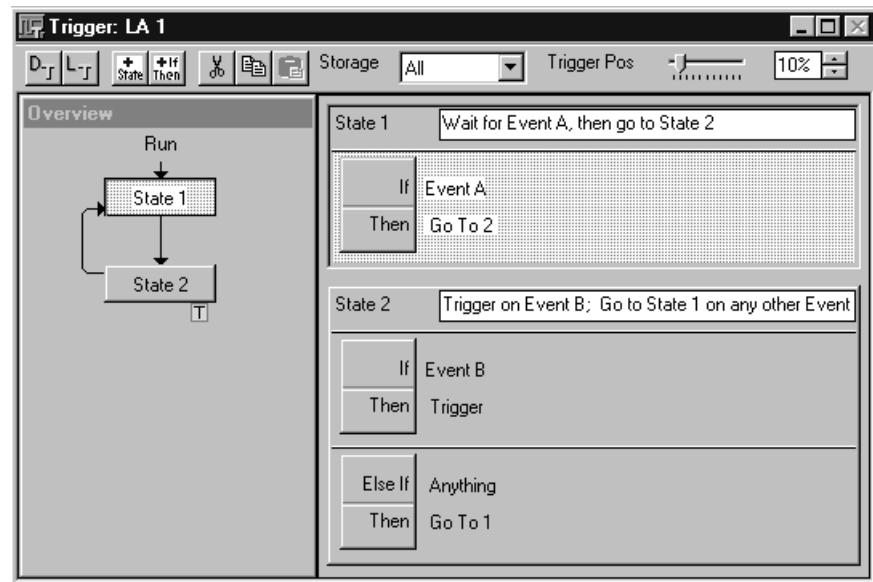 Trigger: LA 1
D- L- + State + If Then Storage All Trigger Pos 10%
Overview
Run
State 1
State 2
T
State 1 Wait for Event A, then go to State 2
If Event A
Then Go To 2
State 2 Trigger on Event B; Go to State 1 on any other Event
If Event B
Then Trigger
Else If Anything
Then Go To 1